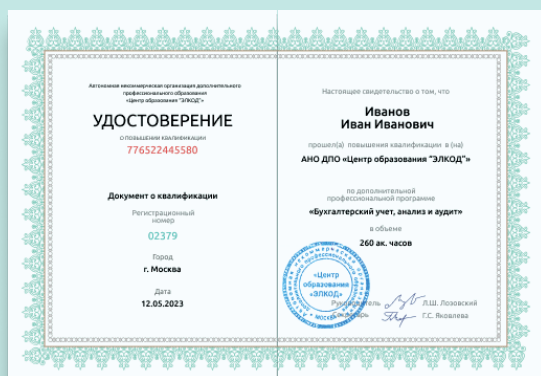 Автономная некоммерческая организация дополнительного
профессионального образования
«Центр образования "ЭЛКОД"»
УДОСТОВЕРЕНИЕ
О ПОВЫШЕНИИ КВАЛИФИКАЦИИ
776522445580
Документ о квалификации
Регистрационный
номер
02379
Город
г. Москва
Дата
12.05.2023
Настоящее свидетельство о том, что
Иванов
Иван Иванович
прошел(а) повышения квалификации в (на)
АНО ДПО «Центр образования "ЭЛКОД"»
по дополнительной
профессиональной программе
«Бухгалтерский учет, анализ и аудит»
в объеме
260 ак. часов
«Центр
образования
«ЭЛКОД»
МОСКВА
Руководитель
Л.Ш. Лозовский
Секретарь
Г.С. Яковлева